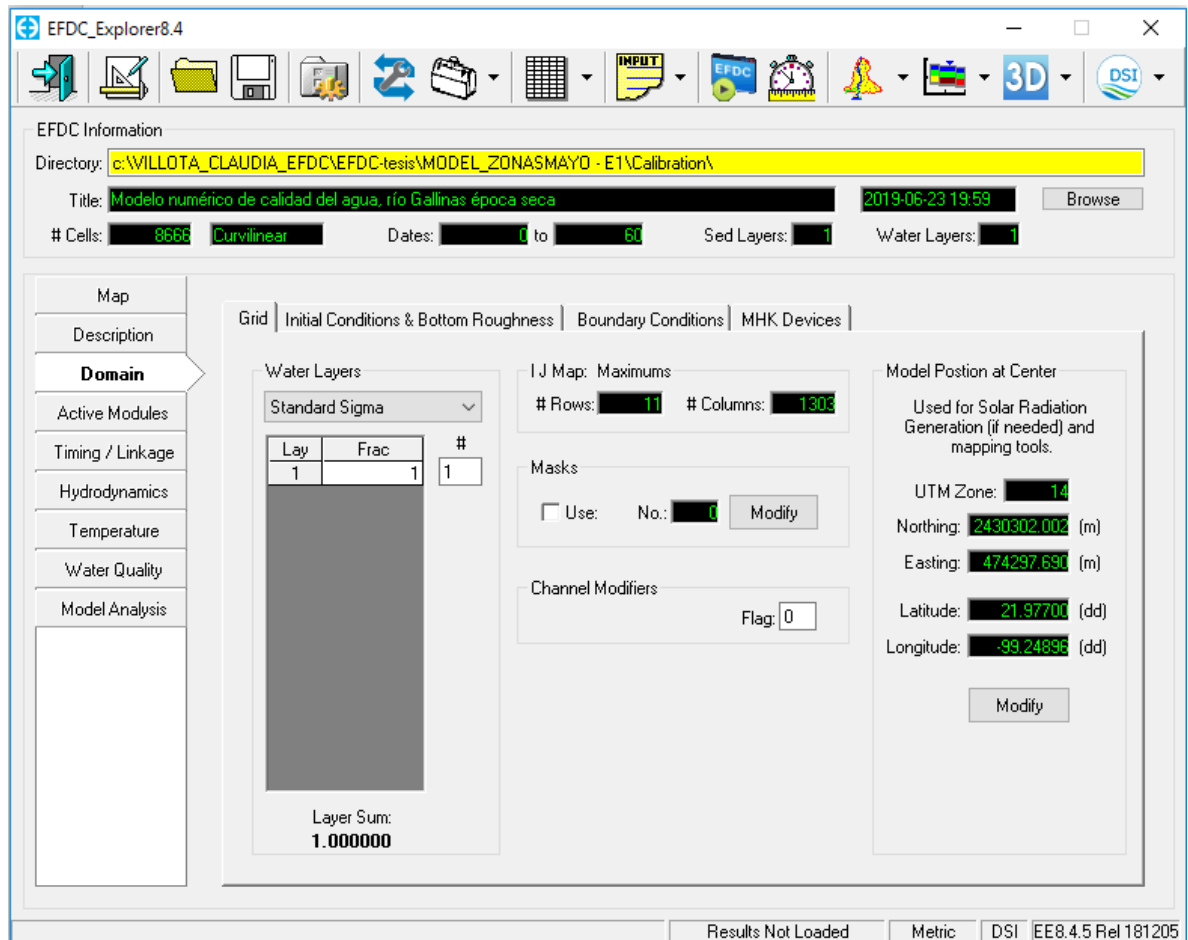 EFDC_Explorer8.4
INPUT EFDC 3D DSI
EFDC Information
Directory: c:\VILLOTA_CLAUDIA_EFDC\EFDC-tesis\MODEL_ZONASMAYO - E1\Calibration\
Title: Modelo numérico de calidad del agua, río Gallinas época seca 2019-06-23 19:59 Browse
# Cells: 8666 Curvilinear Dates: 0 to 60 Sed Layers: 1 Water Layers: 1
Map
Description
Domain
Active Modules
Timing / Linkage
Hydrodynamics
Temperature
Water Quality
Model Analysis
Grid Initial Conditions & Bottom Roughness Boundary Conditions MHK Devices
Water Layers
Standard Sigma
Lay Frac #
1 1 1
Layer Sum:
1.000000
I J Map: Maximums
# Rows: 11 # Columns: 1303
Masks
Use: No.: 0 Modify
Channel Modifiers
Flag: 0
Model Postion at Center
Used for Solar Radiation
Generation (if needed) and
mapping tools.
UTM Zone: 14
Northing: 2430302.002 (m)
Easting: 474297.690 (m)
Latitude: 21.97700 (dd)
Longitude: -99.24896 (dd)
Modify
Results Not Loaded Metric DSI EE8.4.5 Rel 181205